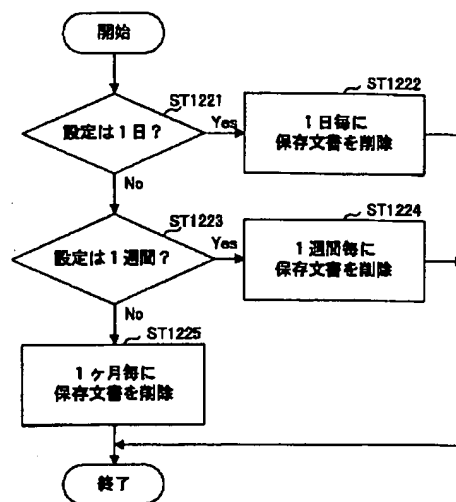 開始
ST1221
設定は1日？
Yes
ST1222
1日毎に
保存文書を削除
No
ST1223
設定は1週間？
Yes
ST1224
1週間毎に
保存文書を削除
No
ST1225
1ヶ月毎に
保存文書を削除
終了